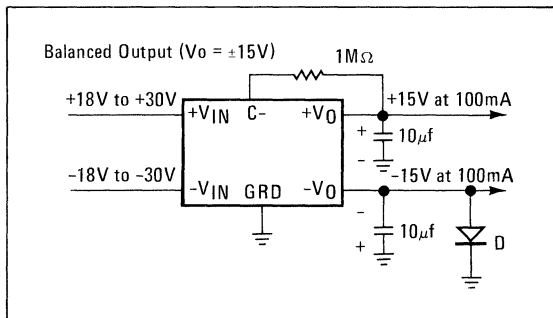 Balanced Output (Vo = ±15V)
1MΩ
+18V to +30V
+VIN
C-
+VO
+15V at 100mA
+
-
10μf
-18V to -30V
-VIN
GRD
-VO
-15V at 100mA
-
+
10μf
D